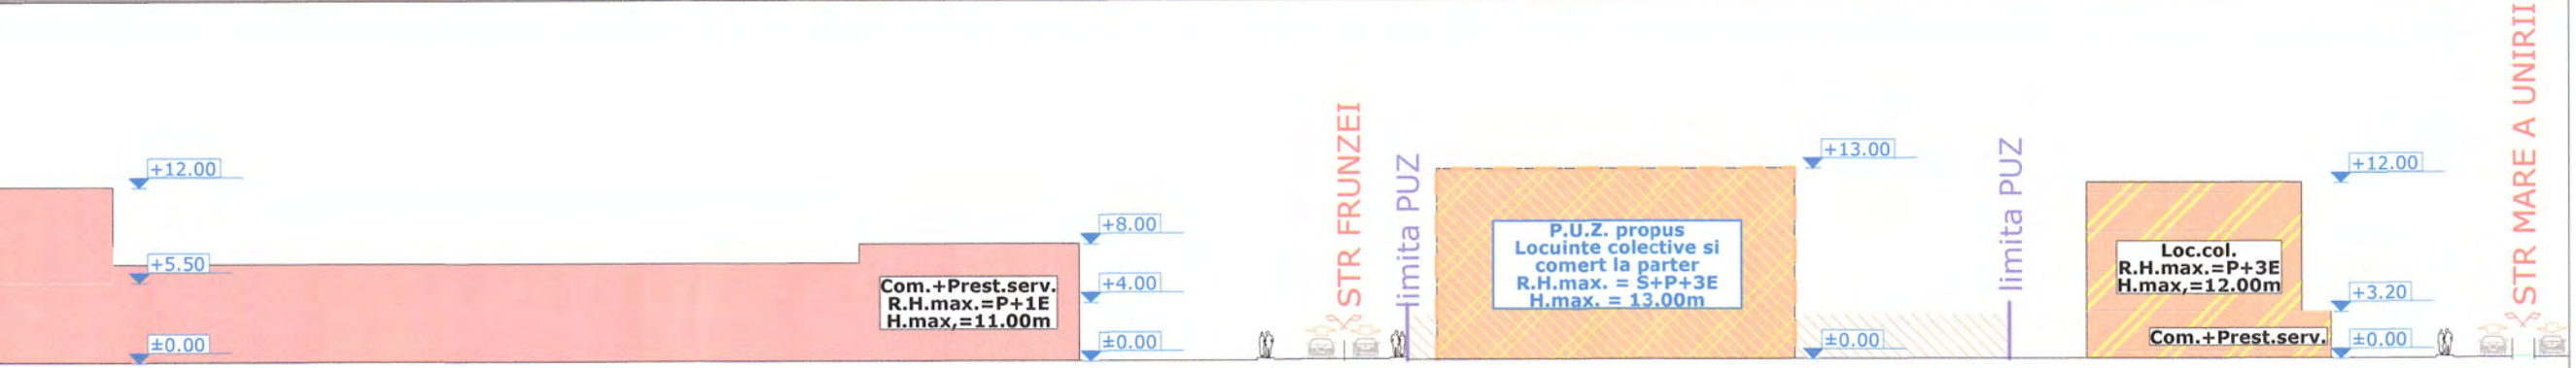 +12.00
+5.50
±0.00
Com.+Prest.serv.
R.H.max.=P+1E
H.max,=11.00m
+8.00
+4.00
±0.00
STR FRUNZEI
limita PUZ
P.U.Z. propus
Locuinte colective si
comert la parter
R.H.max. = S+P+3E
H.max. = 13.00m
+13.00
±0.00
limita PUZ
Loc.col.
R.H.max.=P+3E
H.max,=12.00m
Com.+Prest.serv.
+12.00
+3.20
±0.00
STR MARE A UNIRII